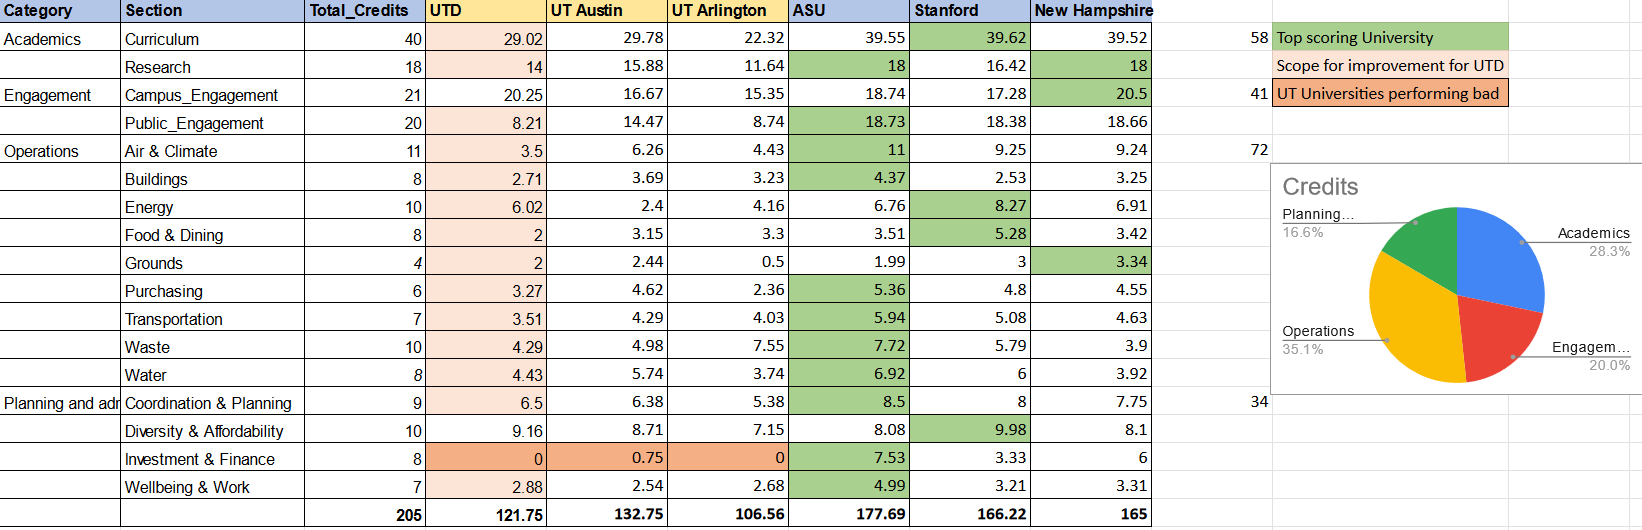 Category Section Total_Credits UTD UT Austin UT Arlington ASU Stanford New Hampshire
Academics Curriculum 40 29.02 29.78 22.32 39.55 39.62 39.52 58 Top scoring University
Research 18 14 15.88 11.64 18 16.42 18 Scope for improvement for UTD
Engagement Campus_Engagement 21 20.25 16.67 15.35 18.74 17.28 20.5 41 UT Universities performing bad
Public_Engagement 20 8.21 14.47 8.74 18.73 18.38 18.66
Operations Air & Climate 11 3.5 6.26 4.43 11 9.25 9.24 72
Buildings 8 2.71 3.69 3.23 4.37 2.53 3.25
Energy 10 6.02 2.4 4.16 6.76 8.27 6.91
Food & Dining 8 2 3.15 3.3 3.51 5.28 3.42
Grounds 4 2 2.44 0.5 1.99 3 3.34
Purchasing 6 3.27 4.62 2.36 5.36 4.8 4.55
Transportation 7 3.51 4.29 4.03 5.94 5.08 4.63
Waste 10 4.29 4.98 7.55 7.72 5.79 3.9
Water 8 4.43 5.74 3.74 6.92 6 3.92
Planning and adr Coordination & Planning 9 6.5 6.38 5.38 8.5 8 7.75 34
Diversity & Affordability 10 9.16 8.71 7.15 8.08 9.98 8.1
Investment & Finance 8 0 0.75 0 7.53 3.33 6
Wellbeing & Work 7 2.88 2.54 2.68 4.99 3.21 3.31
205 121.75 132.75 106.56 177.69 166.22 165
Credits
Planning...
16.6%
Academics
28.3%
Operations
35.1%
Engagem...
20.0%